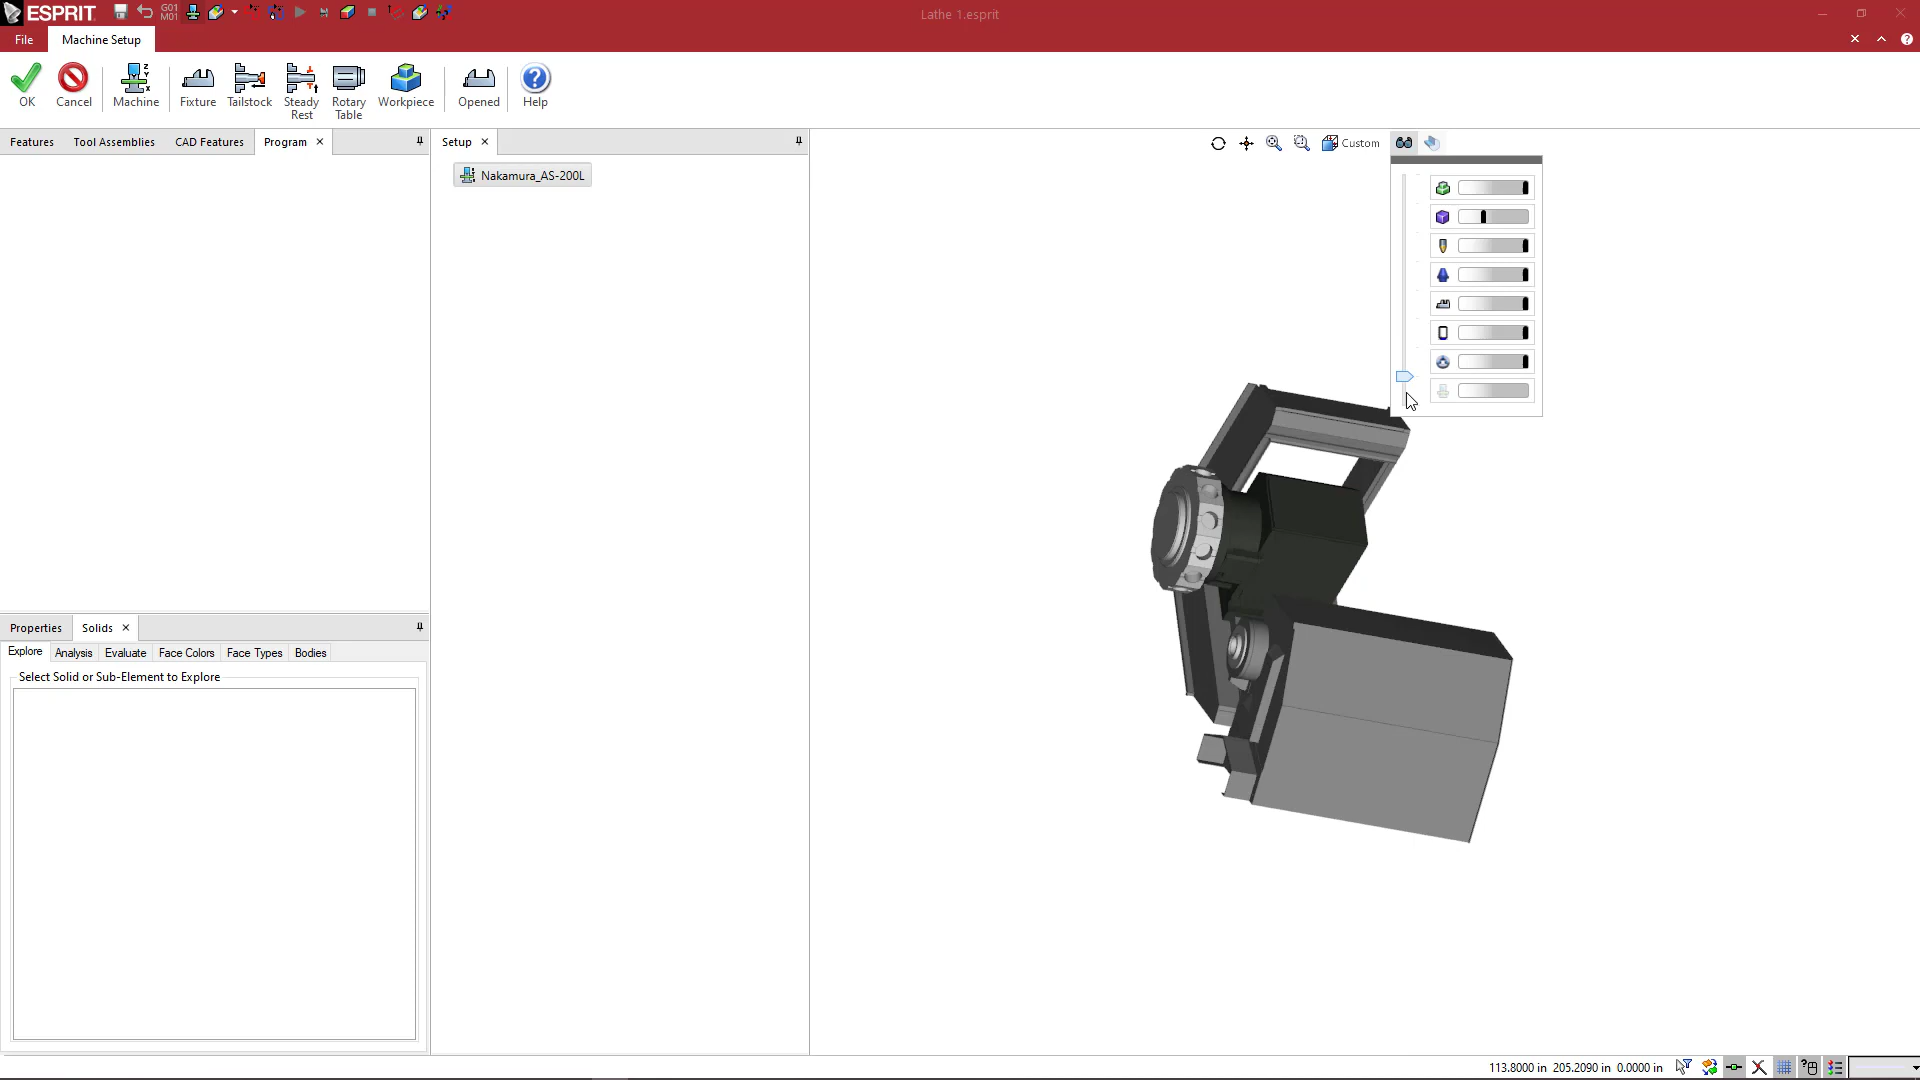 ESPRIT
G01
M01
Lathe 1.esprit
File
Machine Setup
OK
Cancel
Machine
Fixture
Tailstock
Steady Rest
Rotary Table
Workpiece
Opened
Help
Features
Tool Assemblies
CAD Features
Program
Setup
Custom
Nakamura_AS-200L
Properties
Solids
Explore
Analysis
Evaluate
Face Colors
Face Types
Bodies
Select Solid or Sub-Element to Explore
113.8000 in 205.2090 in 0.0000 in